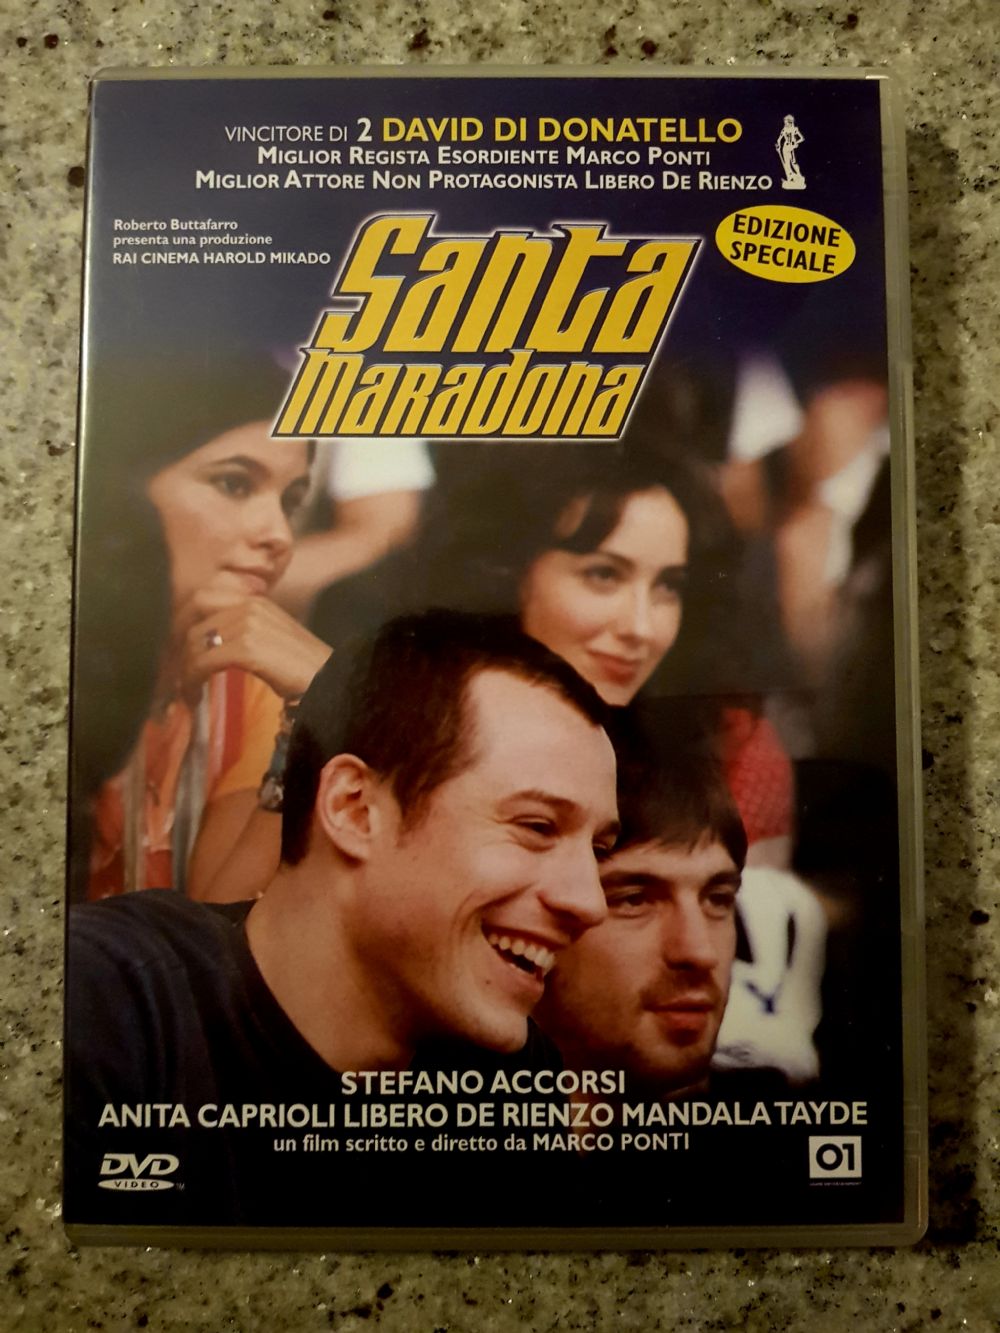 VINCITORE DI 2 DAVID DI DONATELLO
MIGLIOR REGISTA ESORDIENTE MARCO PONTI
MIGLIOR ATTORE NON PROTAGONISTA LIBERO DE RIENZO
Roberto Buttafarro
presenta una produzione
RAI CINEMA HAROLD MIKADO
EDIZIONE
SPECIALE
Santa
Maradona
STEFANO ACCORSI
ANITA CAPRIOLI LIBERO DE RIENZO MANDALA TAYDE
un film scritto e diretto da MARCO PONTI
DVD
VIDEO
01